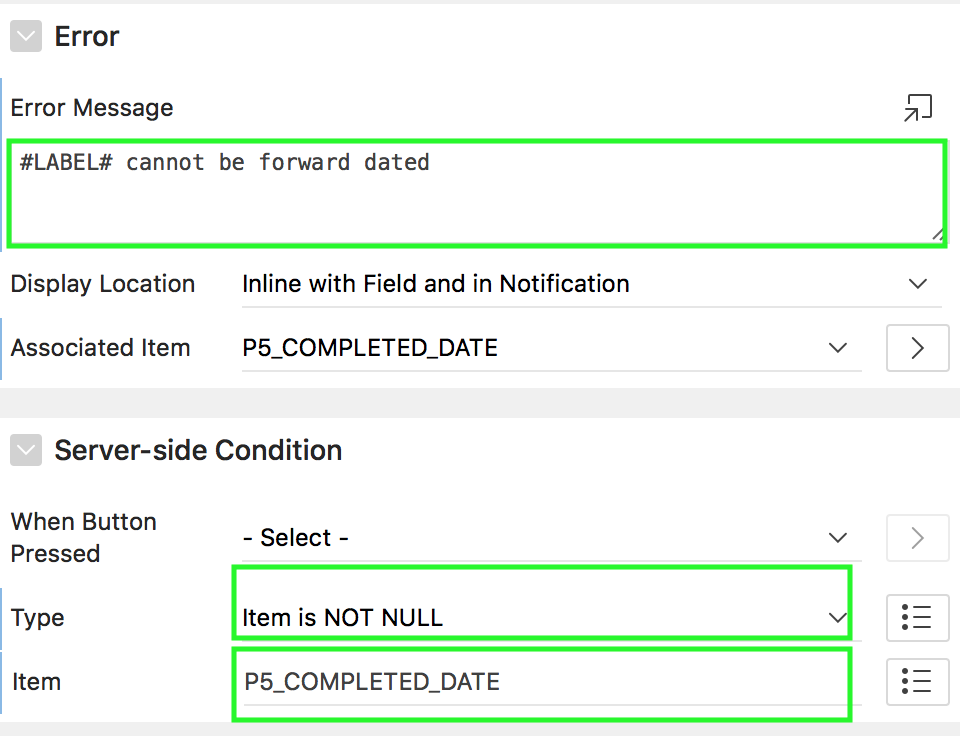 Error
Error Message
#LABEL# cannot be forward dated
Display Location Inline with Field and in Notification
Associated Item P5_COMPLETED_DATE
Server-side Condition
When Button
Pressed
- Select -
Type Item is NOT NULL
Item P5_COMPLETED_DATE